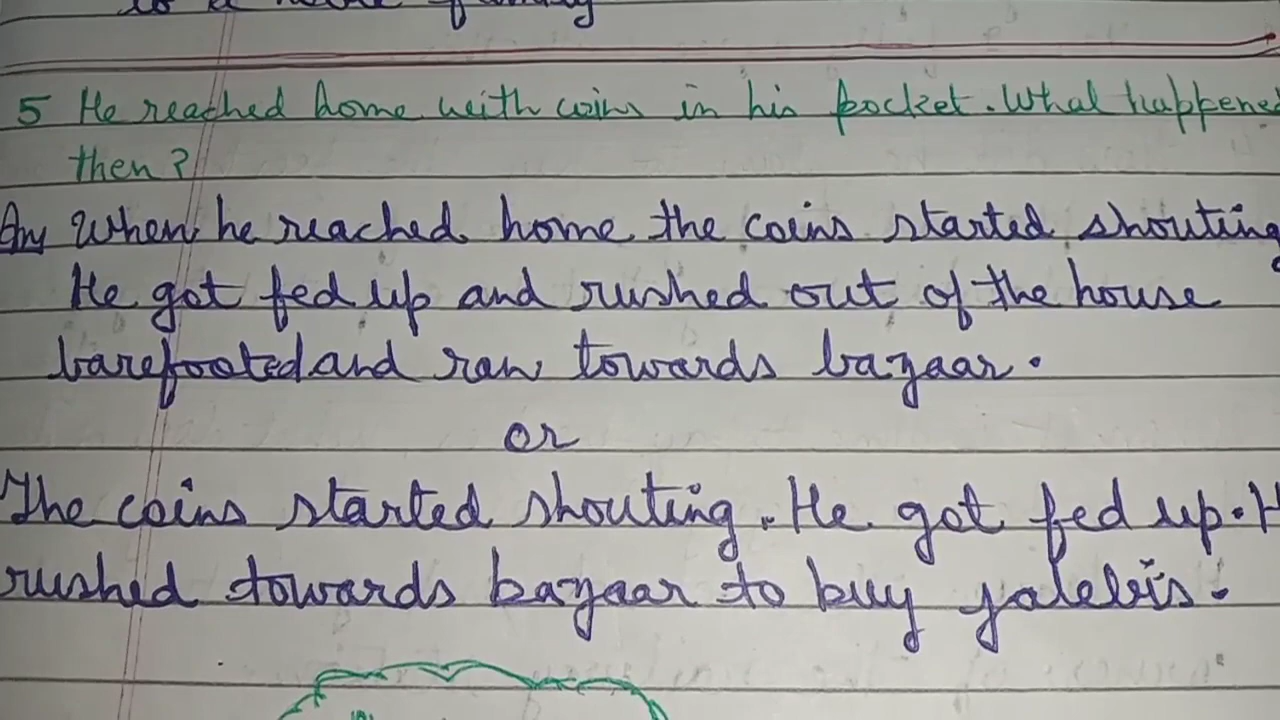 to a
5 He reached home with coins in his pocket. What happened
then?
Ans When he reached home the coins started shouting
He got fed up and rushed out of the house
barefooted and ran towards bazaar.
or
The coins started shouting. He got fed up. H
rushed towards bazaar to buy jalebis.